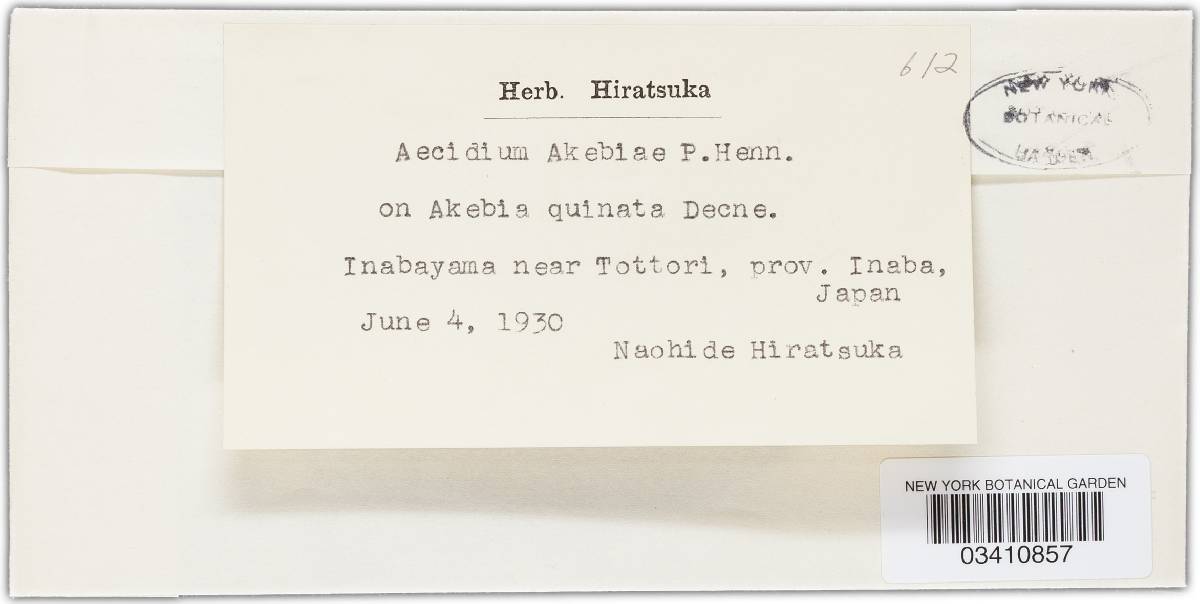 612
Herb. Hiratsuka
NEW YORK
BOTANICAL
GARDEN
Aecidium Akebiae P.Henn.
on Akebia quinata Decne.
Inabayama near Tottori, prov. Inaba,
Japan
June 4, 1930
Naohide Hiratsuka
NEW YORK BOTANICAL GARDEN
03410857